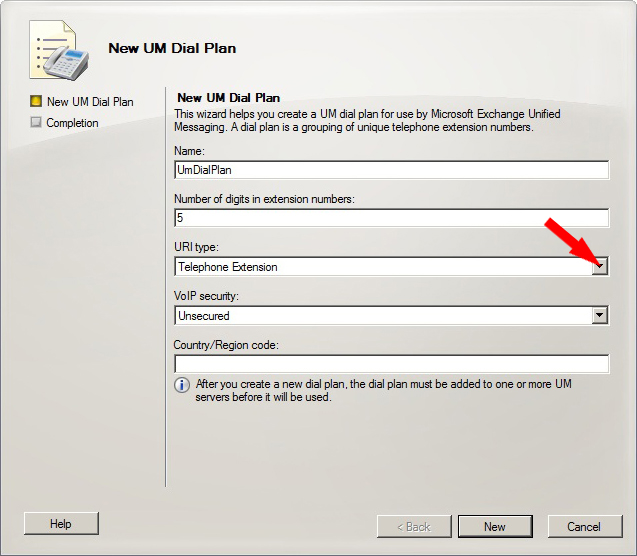 New UM Dial Plan
New UM Dial Plan
Completion
New UM Dial Plan
This wizard helps you create a UM dial plan for use by Microsoft Exchange Unified
Messaging. A dial plan is a grouping of unique telephone extension numbers.
Name:
UmDialPlan
Number of digits in extension numbers:
5
URI type:
Telephone Extension
VoIP security:
Unsecured
Country/Region code:
After you create a new dial plan, the dial plan must be added to one or more UM
servers before it will be used.
Help
< Back
New
Cancel